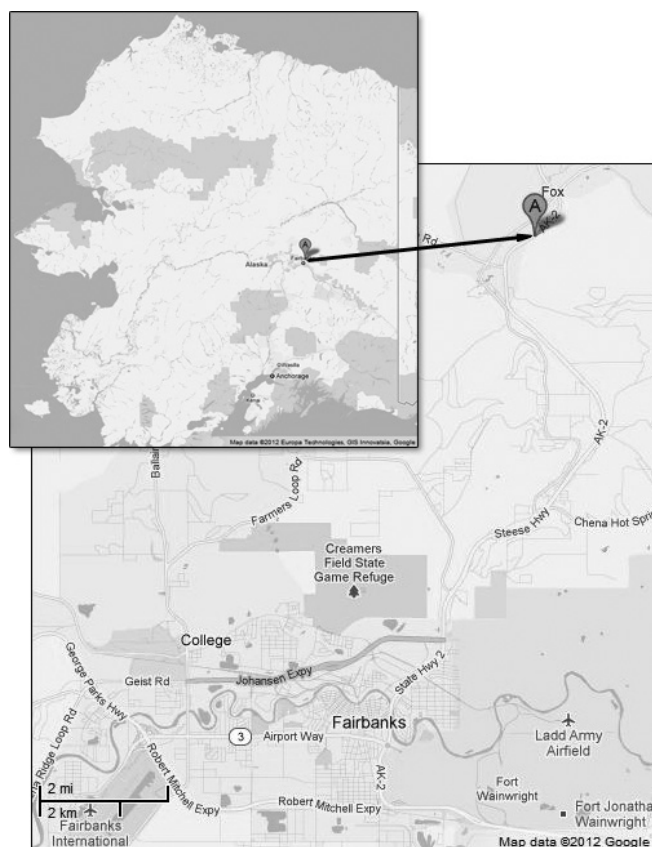 A
Alaska
Anchorage
Map data ©2012 Europa Technologies, GIS Innovatsia, Google
Fox
A
AK-2
Rd
AK-2
Steese Hwy
Chena Hot Spri
Farmers Loop Rd
Ballain
Creamers
Field State
Game Refuge
College
Geist Rd
Johansen Expy
State Hwy 2
George Parks Hwy
Fairbanks
3
Airport Way
Ladd Army
Airfield
Ridge Loop Rd
Robert Mitchell Expy
AK-2
Robert Mitchell Expy
Fort
Wainwright
2 mi
2 km
Fairbanks
International
Fort Jonatha
Wainwright
Map data ©2012 Google